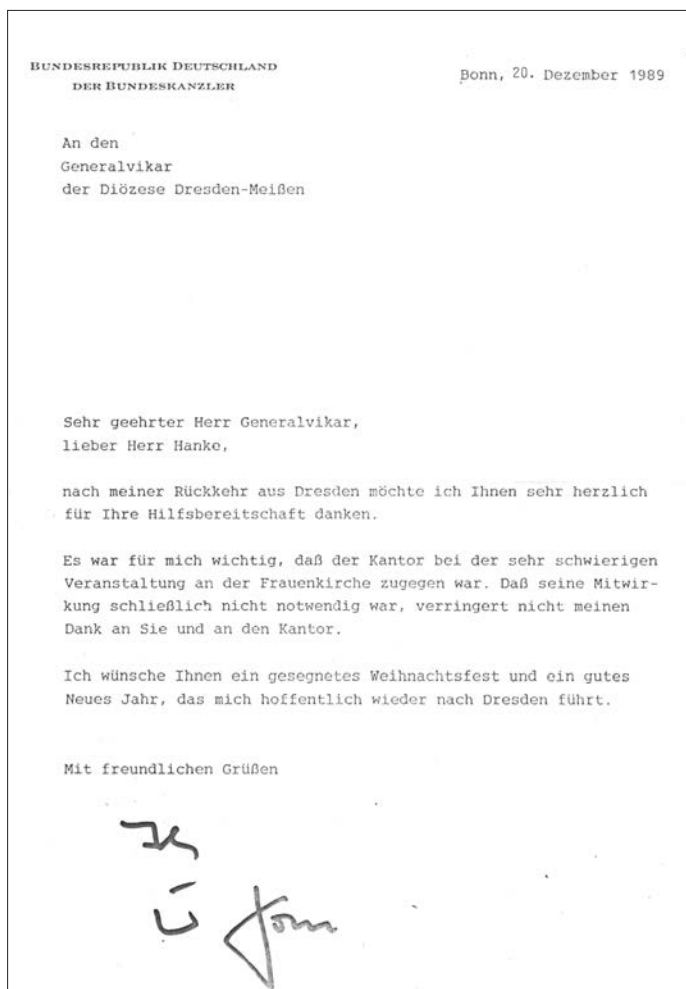 BUNDESREPUBLIK DEUTSCHLAND
DER BUNDESKANZLER
Bonn, 20. Dezember 1989
An den
Generalvikar
der Diözese Dresden-Meißen
Sehr geehrter Herr Generalvikar,
lieber Herr Hanke,
nach meiner Rückkehr aus Dresden möchte ich Ihnen sehr herzlich
für Ihre Hilfsbereitschaft danken.
Es war für mich wichtig, daß der Kantor bei der sehr schwierigen
Veranstaltung an der Frauenkirche zugegen war. Daß seine Mitwir-
kung schließlich nicht notwendig war, verringert nicht meinen
Dank an Sie und an den Kantor.
Ich wünsche Ihnen ein gesegnetes Weihnachtsfest und ein gutes
Neues Jahr, das mich hoffentlich wieder nach Dresden führt.
Mit freundlichen Grüßen